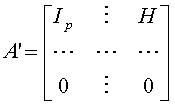 A' = [ I_p ⋮ H
⋯ ⋯ ⋯
0 ⋮ 0 ]